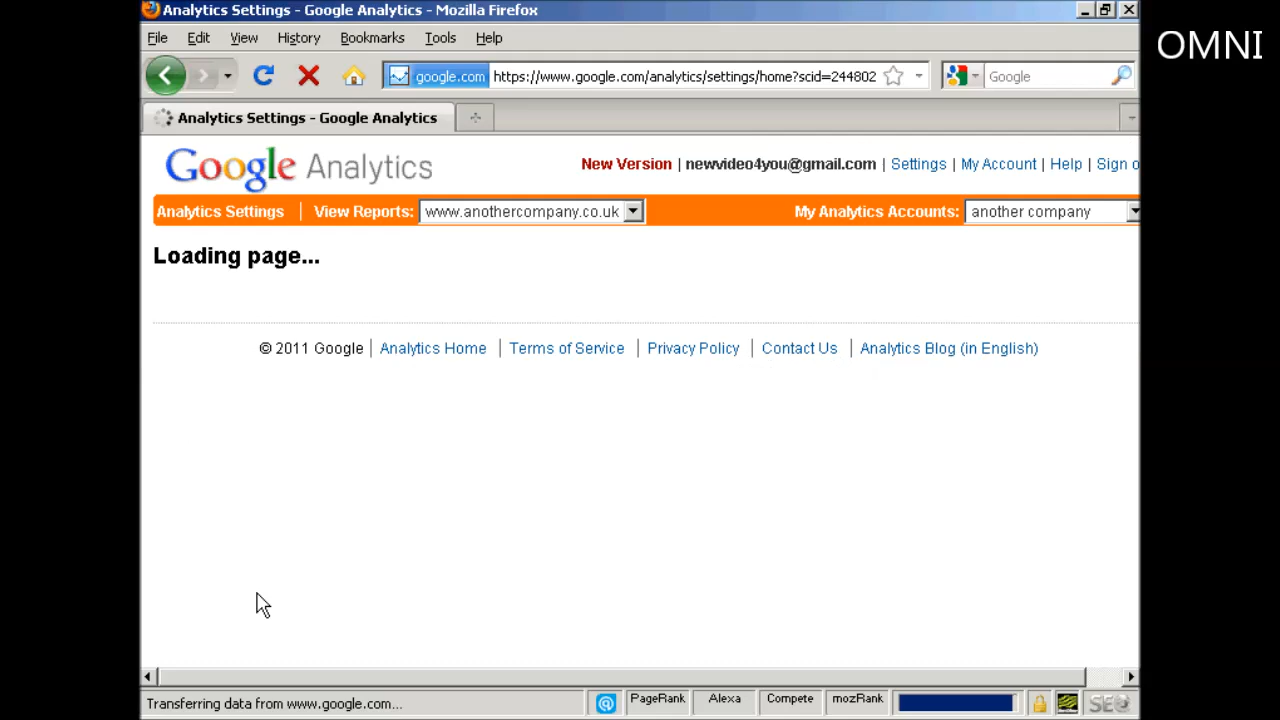 Analytics Settings - Google Analytics - Mozilla Firefox
OMNI
File Edit View History Bookmarks Tools Help
google.com https://www.google.com/analytics/settings/home?scid=244802 Google
Analytics Settings - Google Analytics
Google Analytics New Version | newvideo4you@gmail.com | Settings | My Account | Help | Sign o
Analytics Settings | View Reports: www.anothercompany.co.uk My Analytics Accounts: another company
Loading page...
© 2011 Google | Analytics Home | Terms of Service | Privacy Policy | Contact Us | Analytics Blog (in English)
Transferring data from www.google.com... @ PageRank Alexa Compete mozRank SEO